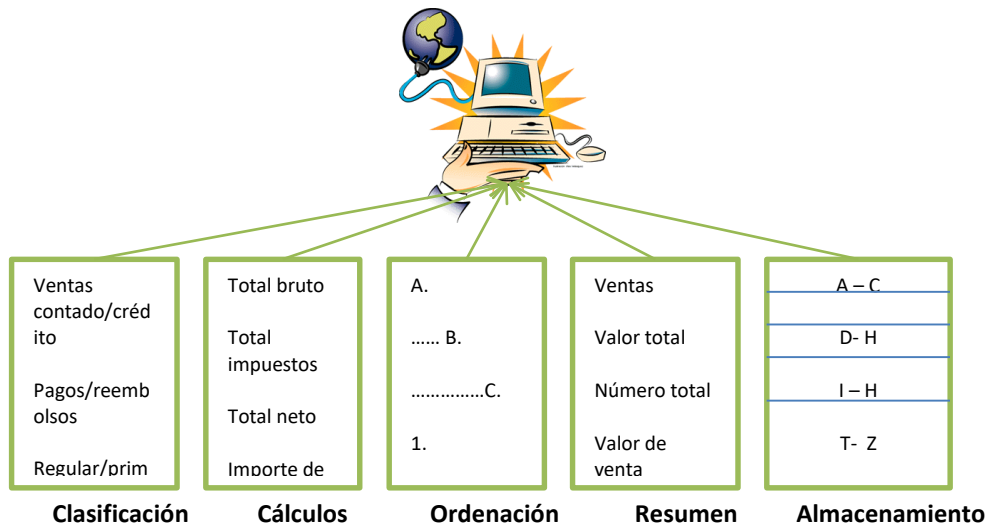 Ventas
contado/créd
ito
Pagos/reemb
olsos
Regular/prim
Total bruto
Total
impuestos
Total neto
Importe de
A.
...... B.
...............C.
1.
Ventas
Valor total
Número total
Valor de
venta
A – C
D- H
I – H
T- Z
Clasificación
Cálculos
Ordenación
Resumen
Almacenamiento